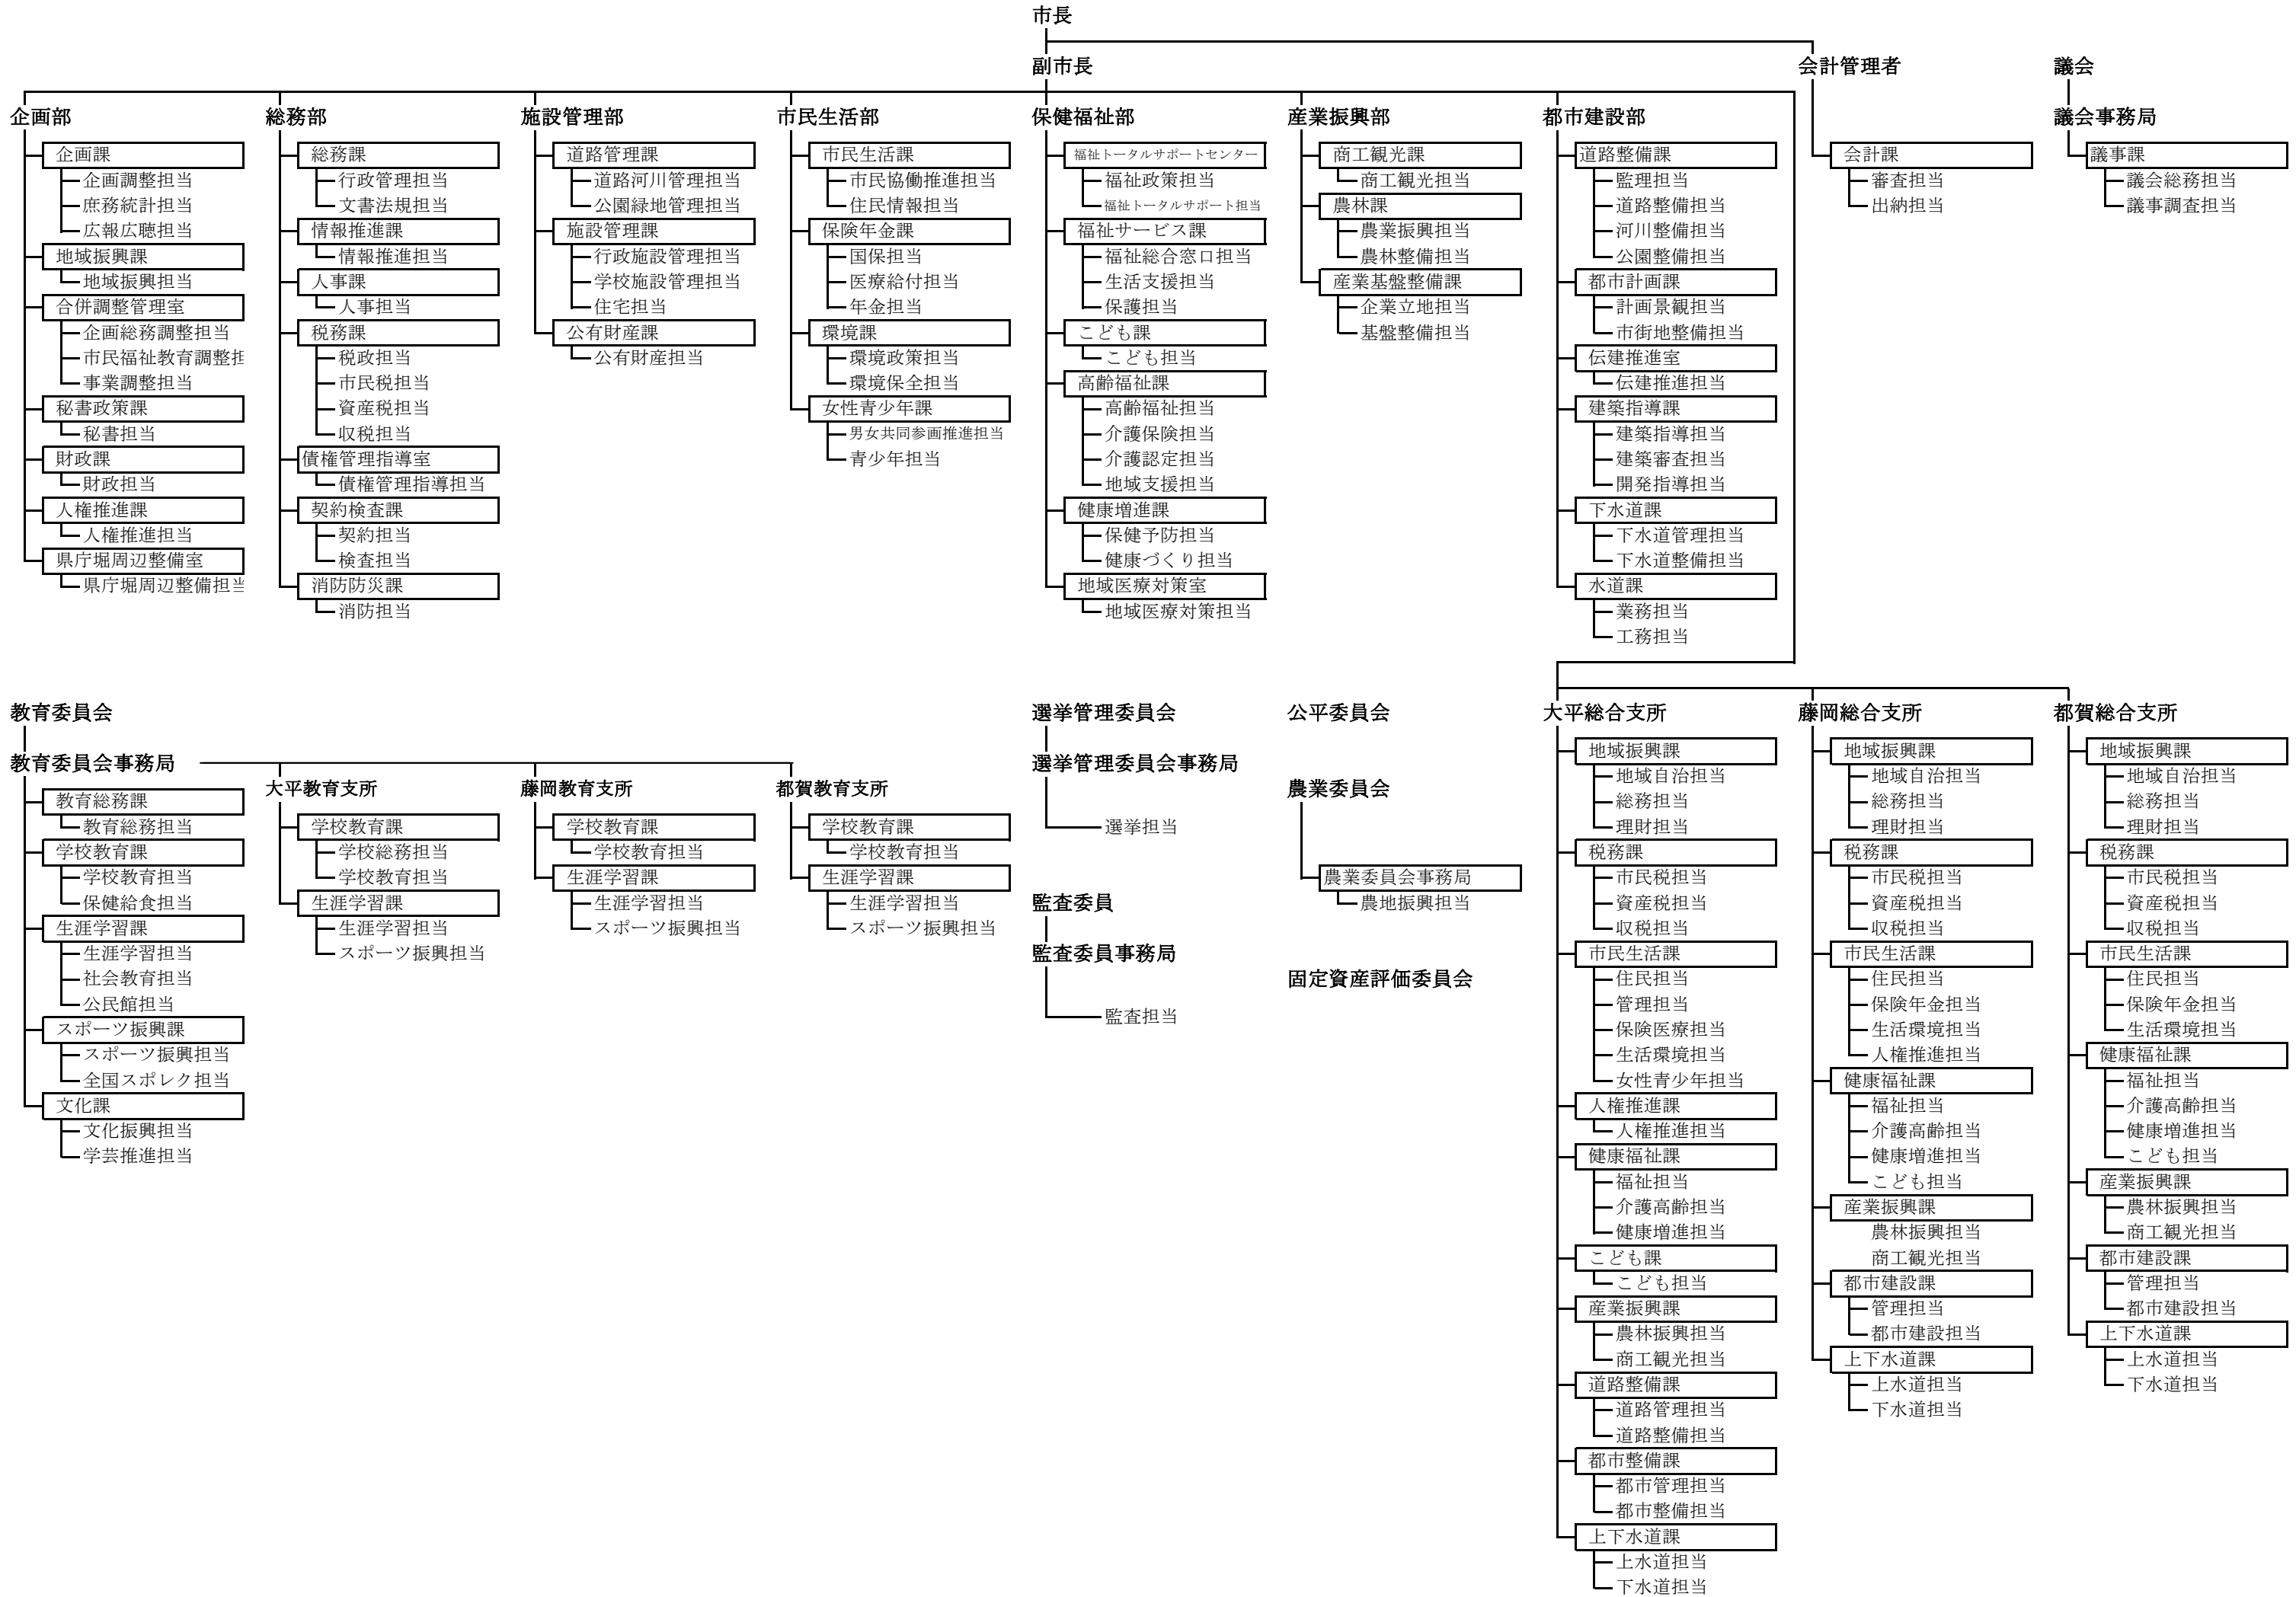 市長
副市長
会計管理者
議会
企画部
企画課
企画調整担当
庶務統計担当
広報広聴担当
地域振興課
地域振興担当
合併調整管理室
企画総務調整担当
市民福祉教育調整担
事業調整担当
秘書政策課
秘書担当
財政課
財政担当
人権推進課
人権推進担当
県庁堀周辺整備室
県庁堀周辺整備担当
総務部
総務課
行政管理担当
文書法規担当
情報推進課
情報推進担当
人事課
人事担当
税務課
税政担当
市民税担当
資産税担当
収税担当
債権管理指導室
債権管理指導担当
契約検査課
契約担当
検査担当
消防防災課
消防担当
施設管理部
道路管理課
道路河川管理担当
公園緑地管理担当
施設管理課
行政施設管理担当
学校施設管理担当
住宅担当
公有財産課
公有財産担当
市民生活部
市民生活課
市民協働推進担当
住民情報担当
保険年金課
国保担当
医療給付担当
年金担当
環境課
環境政策担当
環境保全担当
女性青少年課
男女共同参画推進担当
青少年担当
保健福祉部
福祉トータルサポートセンター
福祉政策担当
福祉トータルサポート担当
福祉サービス課
福祉総合窓口担当
生活支援担当
保護担当
こども課
こども担当
高齢福祉課
高齢福祉担当
介護保険担当
介護認定担当
地域支援担当
健康増進課
保健予防担当
健康づくり担当
地域医療対策室
地域医療対策担当
産業振興部
商工観光課
商工観光担当
農林課
農業振興担当
農林整備担当
産業基盤整備課
企業立地担当
基盤整備担当
都市建設部
道路整備課
監理担当
道路整備担当
河川整備担当
公園整備担当
都市計画課
計画景観担当
市街地整備担当
伝建推進室
伝建推進担当
建築指導課
建築指導担当
建築審査担当
開発指導担当
下水道課
下水道管理担当
下水道整備担当
水道課
業務担当
工務担当
会計課
審査担当
出納担当
議会事務局
議事課
議会総務担当
議事調査担当
教育委員会
教育委員会事務局
教育総務課
教育総務担当
学校教育課
学校教育担当
保健給食担当
生涯学習課
生涯学習担当
社会教育担当
公民館担当
スポーツ振興課
スポーツ振興担当
全国スポレク担当
文化課
文化振興担当
学芸推進担当
大平教育支所
学校教育課
学校総務担当
学校教育担当
生涯学習課
生涯学習担当
スポーツ振興担当
藤岡教育支所
学校教育課
学校教育担当
生涯学習課
生涯学習担当
スポーツ振興担当
都賀教育支所
学校教育課
学校教育担当
生涯学習課
生涯学習担当
スポーツ振興担当
選挙管理委員会
選挙管理委員会事務局
選挙担当
監査委員
監査委員事務局
監査担当
公平委員会
農業委員会
農業委員会事務局
農地振興担当
固定資産評価委員会
大平総合支所
地域振興課
地域自治担当
総務担当
理財担当
税務課
市民税担当
資産税担当
収税担当
市民生活課
住民担当
管理担当
保険医療担当
生活環境担当
女性青少年担当
人権推進課
人権推進担当
健康福祉課
福祉担当
介護高齢担当
健康増進担当
こども課
こども担当
産業振興課
農林振興担当
商工観光担当
道路整備課
道路管理担当
道路整備担当
都市整備課
都市管理担当
都市整備担当
上下水道課
上水道担当
下水道担当
藤岡総合支所
地域振興課
地域自治担当
総務担当
理財担当
税務課
市民税担当
資産税担当
収税担当
市民生活課
住民担当
保険年金担当
生活環境担当
人権推進担当
健康福祉課
福祉担当
介護高齢担当
健康増進担当
こども担当
産業振興課
農林振興担当
商工観光担当
都市建設課
管理担当
都市建設担当
上下水道課
上水道担当
下水道担当
都賀総合支所
地域振興課
地域自治担当
総務担当
理財担当
税務課
市民税担当
資産税担当
収税担当
市民生活課
住民担当
保険年金担当
生活環境担当
健康福祉課
福祉担当
介護高齢担当
健康増進担当
こども担当
産業振興課
農林振興担当
商工観光担当
都市建設課
管理担当
都市建設担当
上下水道課
上水道担当
下水道担当